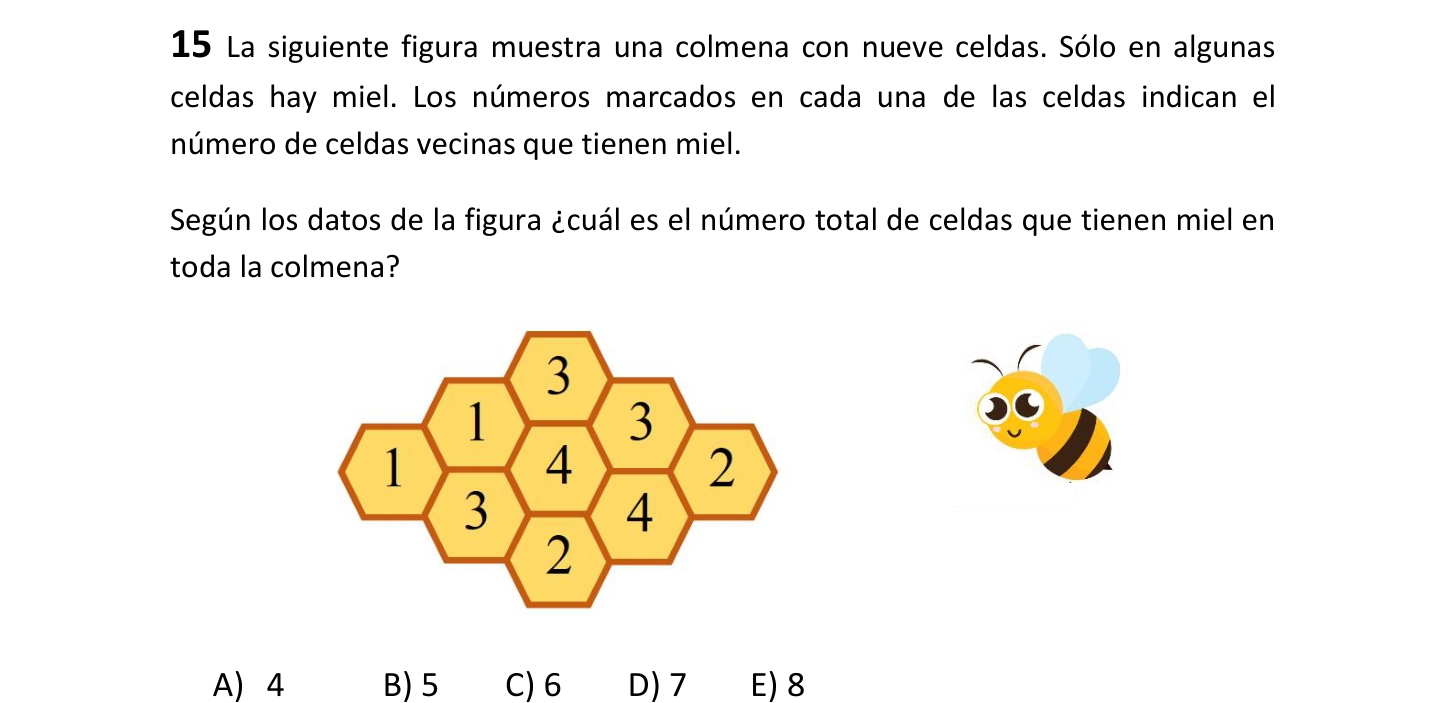 15 La siguiente figura muestra una colmena con nueve celdas. Sólo en algunas
celdas hay miel. Los números marcados en cada una de las celdas indican el
número de celdas vecinas que tienen miel.
Según los datos de la figura ¿cuál es el número total de celdas que tienen miel en
toda la colmena?
3
1 3
1 4 2
3 4
2
A) 4 B) 5 C) 6 D) 7 E) 8